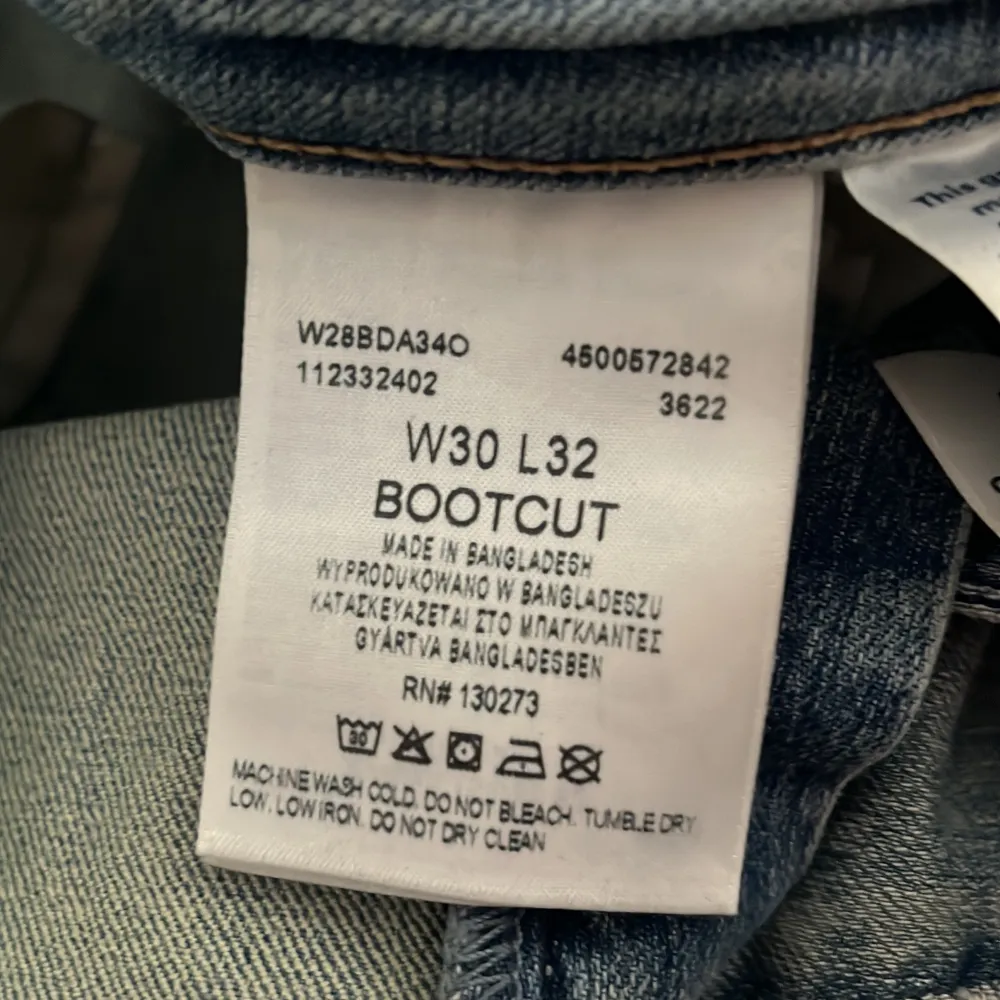 This
W28BDA34O 4500572842
112332402 3622
W30 L32
BOOTCUT
MADE IN BANGLADESH
WYPRODUKOWANO W BANGLADESZU
ΚΑΤΑΣΚΕΥΑΖΕΤΑΙ ΣΤΟ ΜΠΑΓΚΛΑΝΤΕΣ
GYÁRTVA BANGLADESBEN
RN# 130273
30
MACHINE WASH COLD. DO NOT BLEACH. TUMBLE DRY
LOW. LOW IRON. DO NOT DRY CLEAN